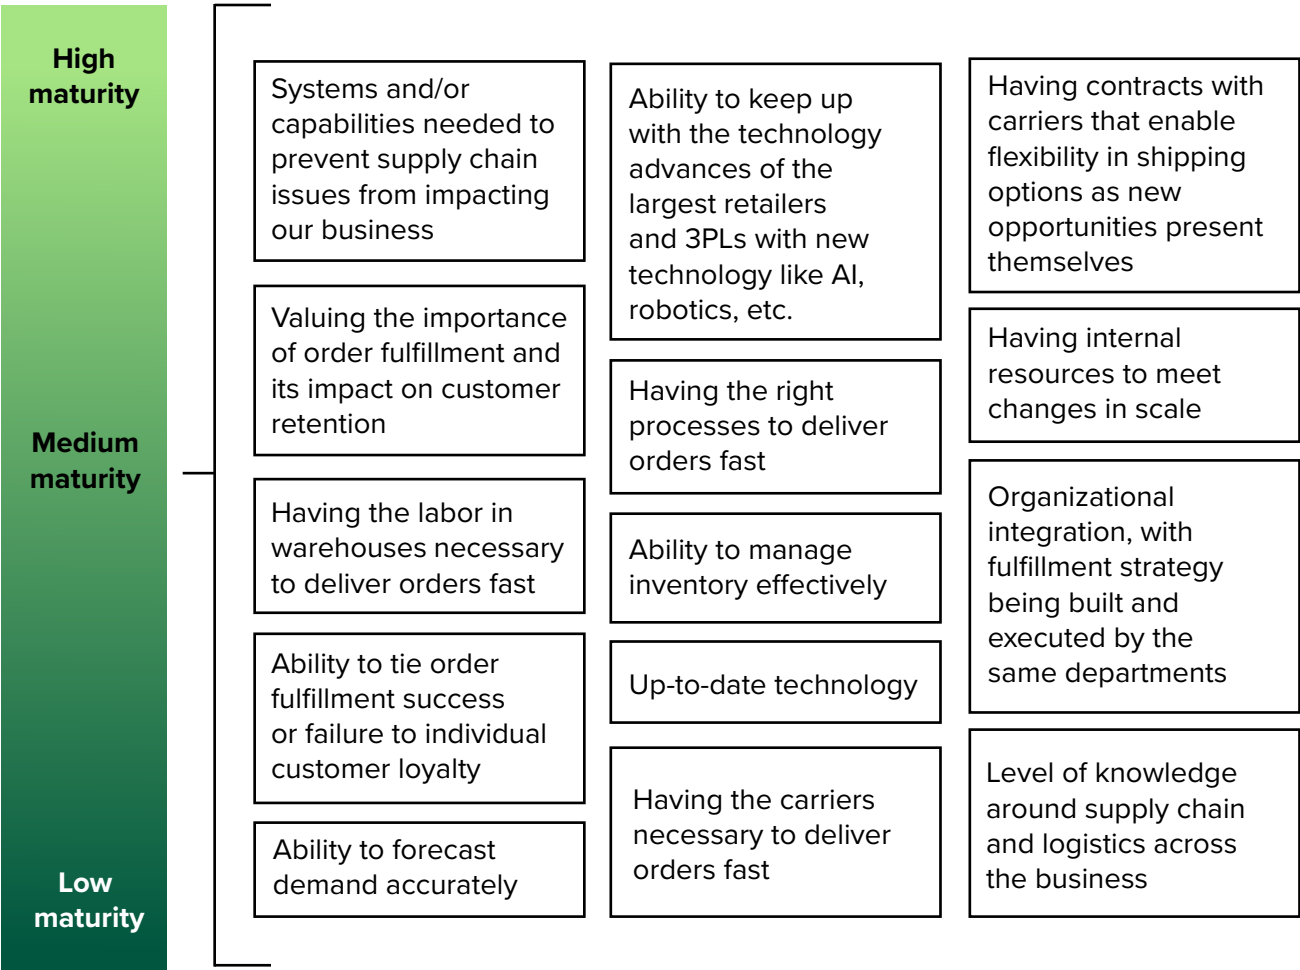 High
maturity
Medium
maturity
Low
maturity
Systems and/or
capabilities needed to
prevent supply chain
issues from impacting
our business
Valuing the importance
of order fulfillment and
its impact on customer
retention
Having the labor in
warehouses necessary
to deliver orders fast
Ability to tie order
fulfillment success
or failure to individual
customer loyalty
Ability to forecast
demand accurately
Ability to keep up
with the technology
advances of the
largest retailers
and 3PLs with new
technology like AI,
robotics, etc.
Having the right
processes to deliver
orders fast
Ability to manage
inventory effectively
Up-to-date technology
Having the carriers
necessary to deliver
orders fast
Having contracts with
carriers that enable
flexibility in shipping
options as new
opportunities present
themselves
Having internal
resources to meet
changes in scale
Organizational
integration, with
fulfillment strategy
being built and
executed by the
same departments
Level of knowledge
around supply chain
and logistics across
the business